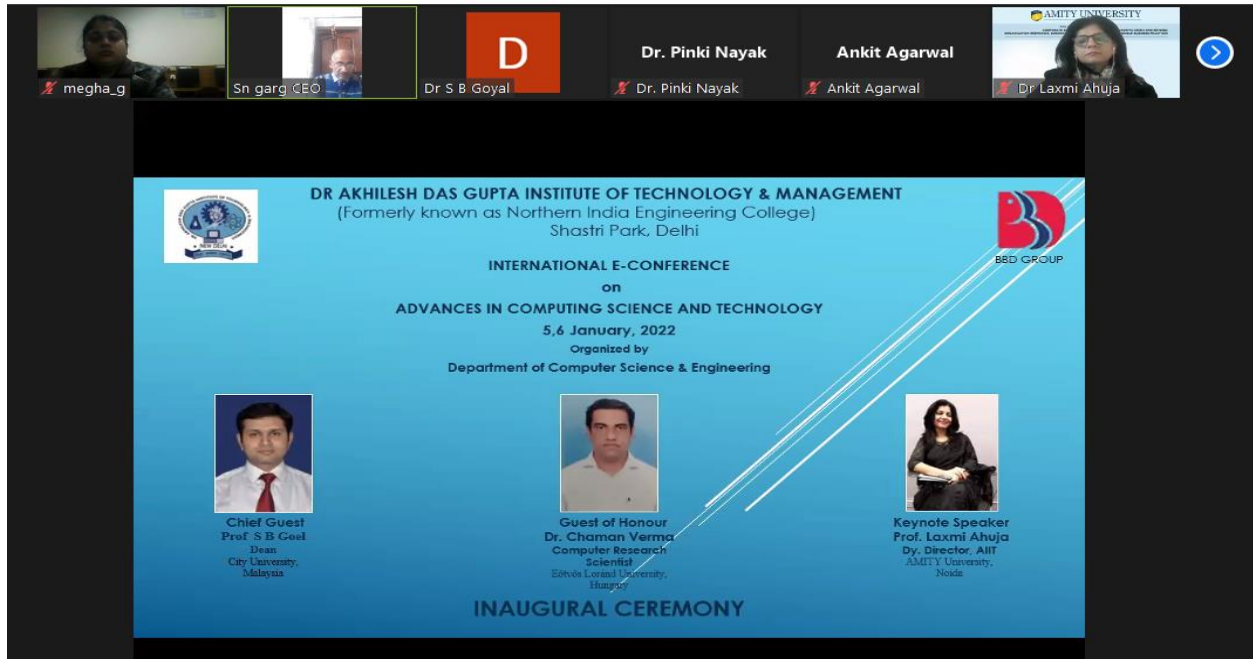 AMITY UNIVERSITY
D
Dr. Pinki Nayak
Ankit Agarwal
megha_g
Sn garg CEO
Dr S B Goyal
Dr. Pinki Nayak
Ankit Agarwal
Dr Laxmi Ahuja
DR AKHILESH DAS GUPTA INSTITUTE OF TECHNOLOGY & MANAGEMENT
(Formerly known as Northern India Engineering College)
Shastri Park, Delhi
BBD GROUP
INTERNATIONAL E-CONFERENCE
on
ADVANCES IN COMPUTING SCIENCE AND TECHNOLOGY
5,6 January, 2022
Organized by
Department of Computer Science & Engineering
Chief Guest
Prof S B Goel
Dean
City University,
Malaysia
Guest of Honour
Dr. Chaman Verma
Computer Research
Scientist
Eötvös Loránd University,
Hungary
Keynote Speaker
Prof. Laxmi Ahuja
Dy. Director, AIIT
AMITY University,
Noida
INAUGURAL CEREMONY